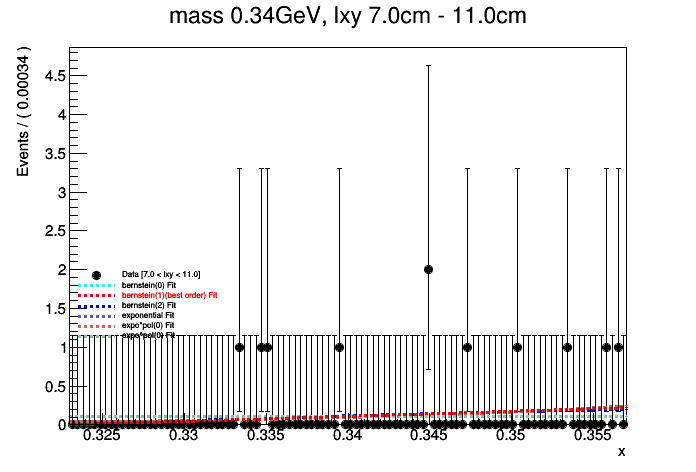 mass 0.34GeV, lxy 7.0cm - 11.0cm
Events / ( 0.00034 )
4.5
4
3.5
3
2.5
2
1.5
1
0.5
0
Data [7.0 < lxy < 11.0]
bernstein(0) Fit
bernstein(1)(best order) Fit
bernstein(2) Fit
exponential Fit
expo*pol(0) Fit
expo*pol(0) Fit
0.325 0.33 0.335 0.34 0.345 0.35 0.355
x